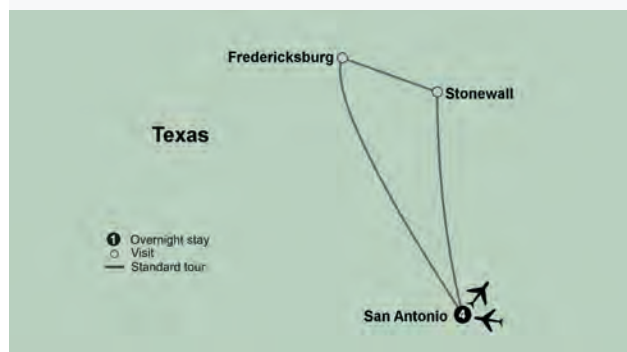 Fredericksburg
Stonewall
Texas
1 Overnight stay
Visit
Standard tour
San Antonio 4